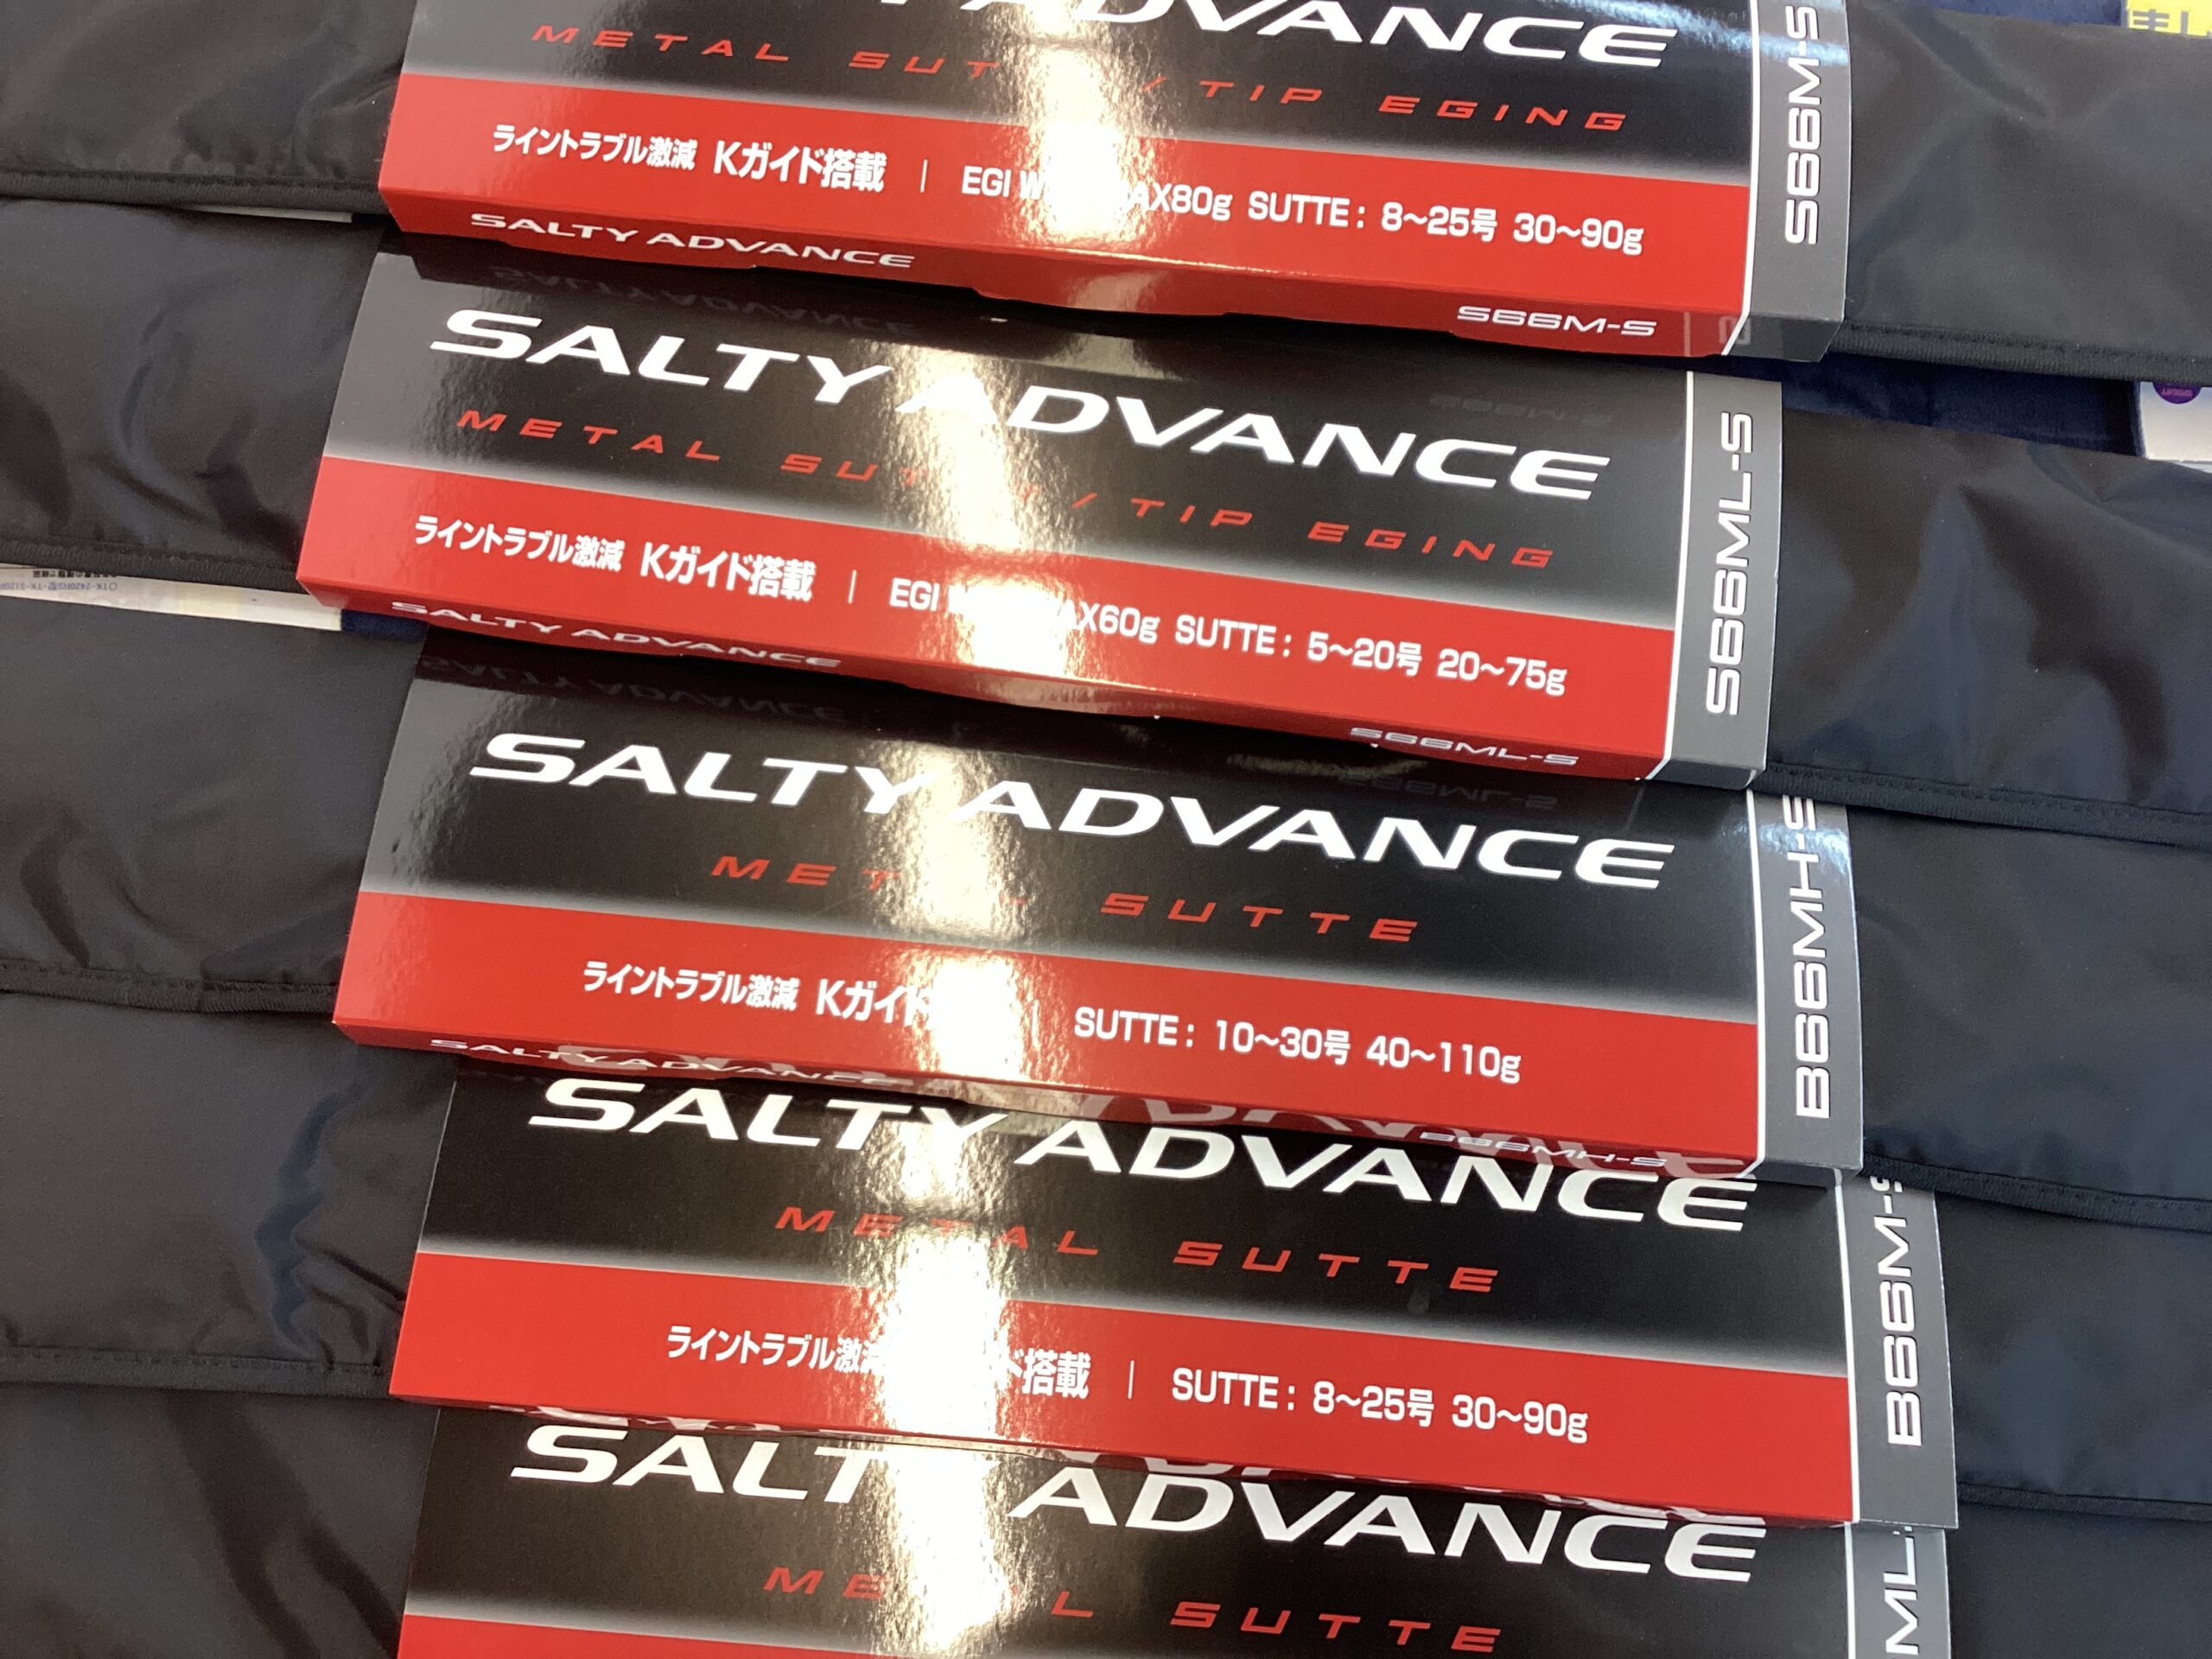 ADVANCE
METAL / TIP EGING
ライントラブル激減 Kガイド搭載 | EGI AX80g SUTTE : 8〜25号 30〜90g
SALTY ADVANCE
S66M-S
S66M-S
SALTY ADVANCE
METAL / TIP EGING
ライントラブル激減 Kガイド搭載 | EGI AX60g SUTTE : 5〜20号 20〜75g
SALTY ADVANCE
S66ML-S
S66ML-S
SALTY ADVANCE
SUTTE
ライントラブル激減 Kガイ | SUTTE : 10〜30号 40〜110g
SALTY ADVANCE
B66MH-S
B66MH-S
SALTY ADVANCE
METAL SUTTE
ライントラブル激 ド搭載 | SUTTE : 8〜25号 30〜90g
B66M-S
SALTY ADVANCE
SUTTE
ML